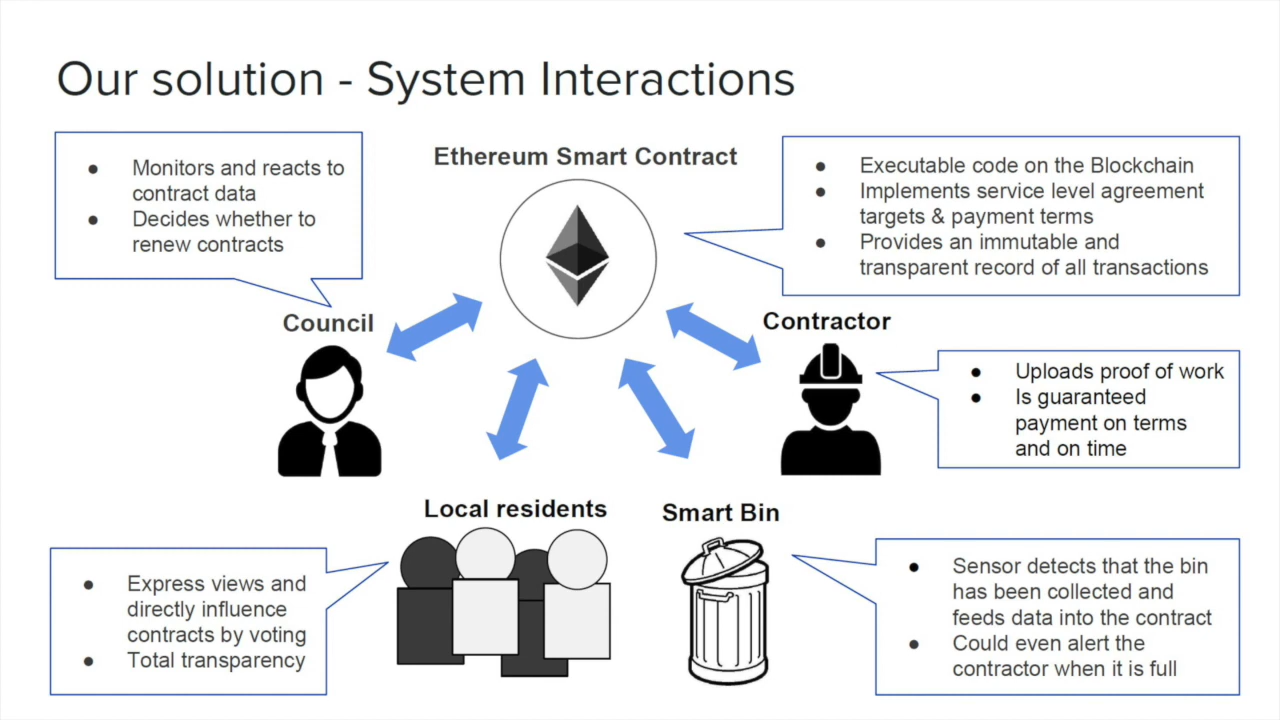 Our solution - System Interactions
● Monitors and reacts to
contract data
● Decides whether to
renew contracts
Ethereum Smart Contract
● Executable code on the Blockchain
● Implements service level agreement
targets & payment terms
● Provides an immutable and
transparent record of all transactions
Council
Contractor
● Uploads proof of work
● Is guaranteed
payment on terms
and on time
Local residents
Smart Bin
● Express views and
directly influence
contracts by voting
● Total transparency
● Sensor detects that the bin
has been collected and
feeds data into the contract
● Could even alert the
contractor when it is full